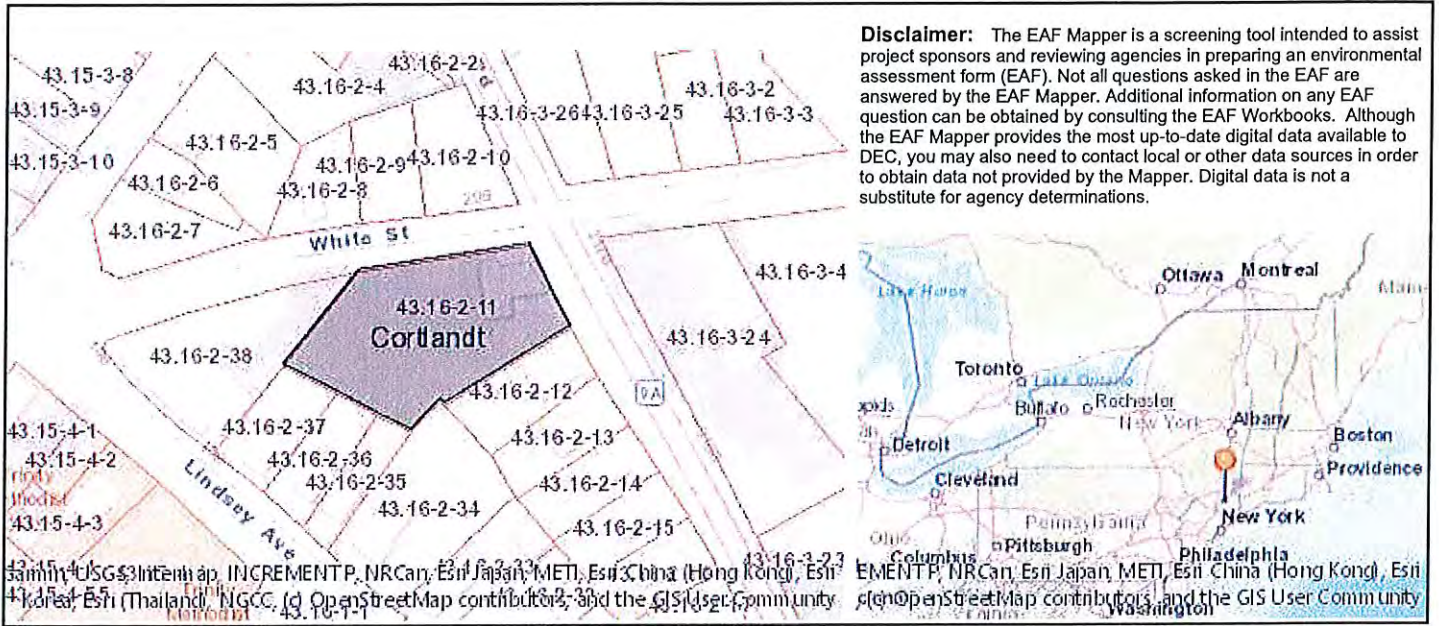 Disclaimer: The EAF Mapper is a screening tool intended to assist
project sponsors and reviewing agencies in preparing an environmental
assessment form (EAF). Not all questions asked in the EAF are
answered by the EAF Mapper. Additional information on any EAF
question can be obtained by consulting the EAF Workbooks. Although
the EAF Mapper provides the most up-to-date digital data available to
DEC, you may also need to contact local or other data sources in order
to obtain data not provided by the Mapper. Digital data is not a
substitute for agency determinations.
43.15-3-8
43.16-2-4
43.15-3-9
43.16-3-26
43.16-3-25
43.16-3-2
43.16-3-3
43.15-3-10
43.16-2-5
43.16-2-6
43.16-2-9
43.16-2-10
43.16-2-8
43.16-2-7
White St
43.16-3-4
43.16-2-11
Cortlandt
43.16-2-38
43.16-3-24
43.16-2-12
9A
43.15-4-1
43.16-2-37
43.16-2-13
43.15-4-2
43.16-2-36
43.16-2-35
43.16-2-14
43.15-4-3
43.16-2-34
Lindsey Ave
43.16-2-15
43.16-3-23
INCREMENT P, NRCan, Esri Japan, METI, Esri China (Hong Kong), Esri
Korea, Esri (Thailand), NGCC, (c) OpenStreetMap contributors, and the GIS User Community
Ottawa
Montreal
Lake Huron
Toronto
Lake Ontario
Buffalo
Rochester
New York
Albany
Boston
Detroit
Providence
Cleveland
New York
Pennsylvania
Pittsburgh
Philadelphia
Ohio
Columbus
EMENT P, NRCan, Esri Japan, METI, Esri China (Hong Kong), Esri
OpenStreetMap contributors, and the GIS User Community
Washington